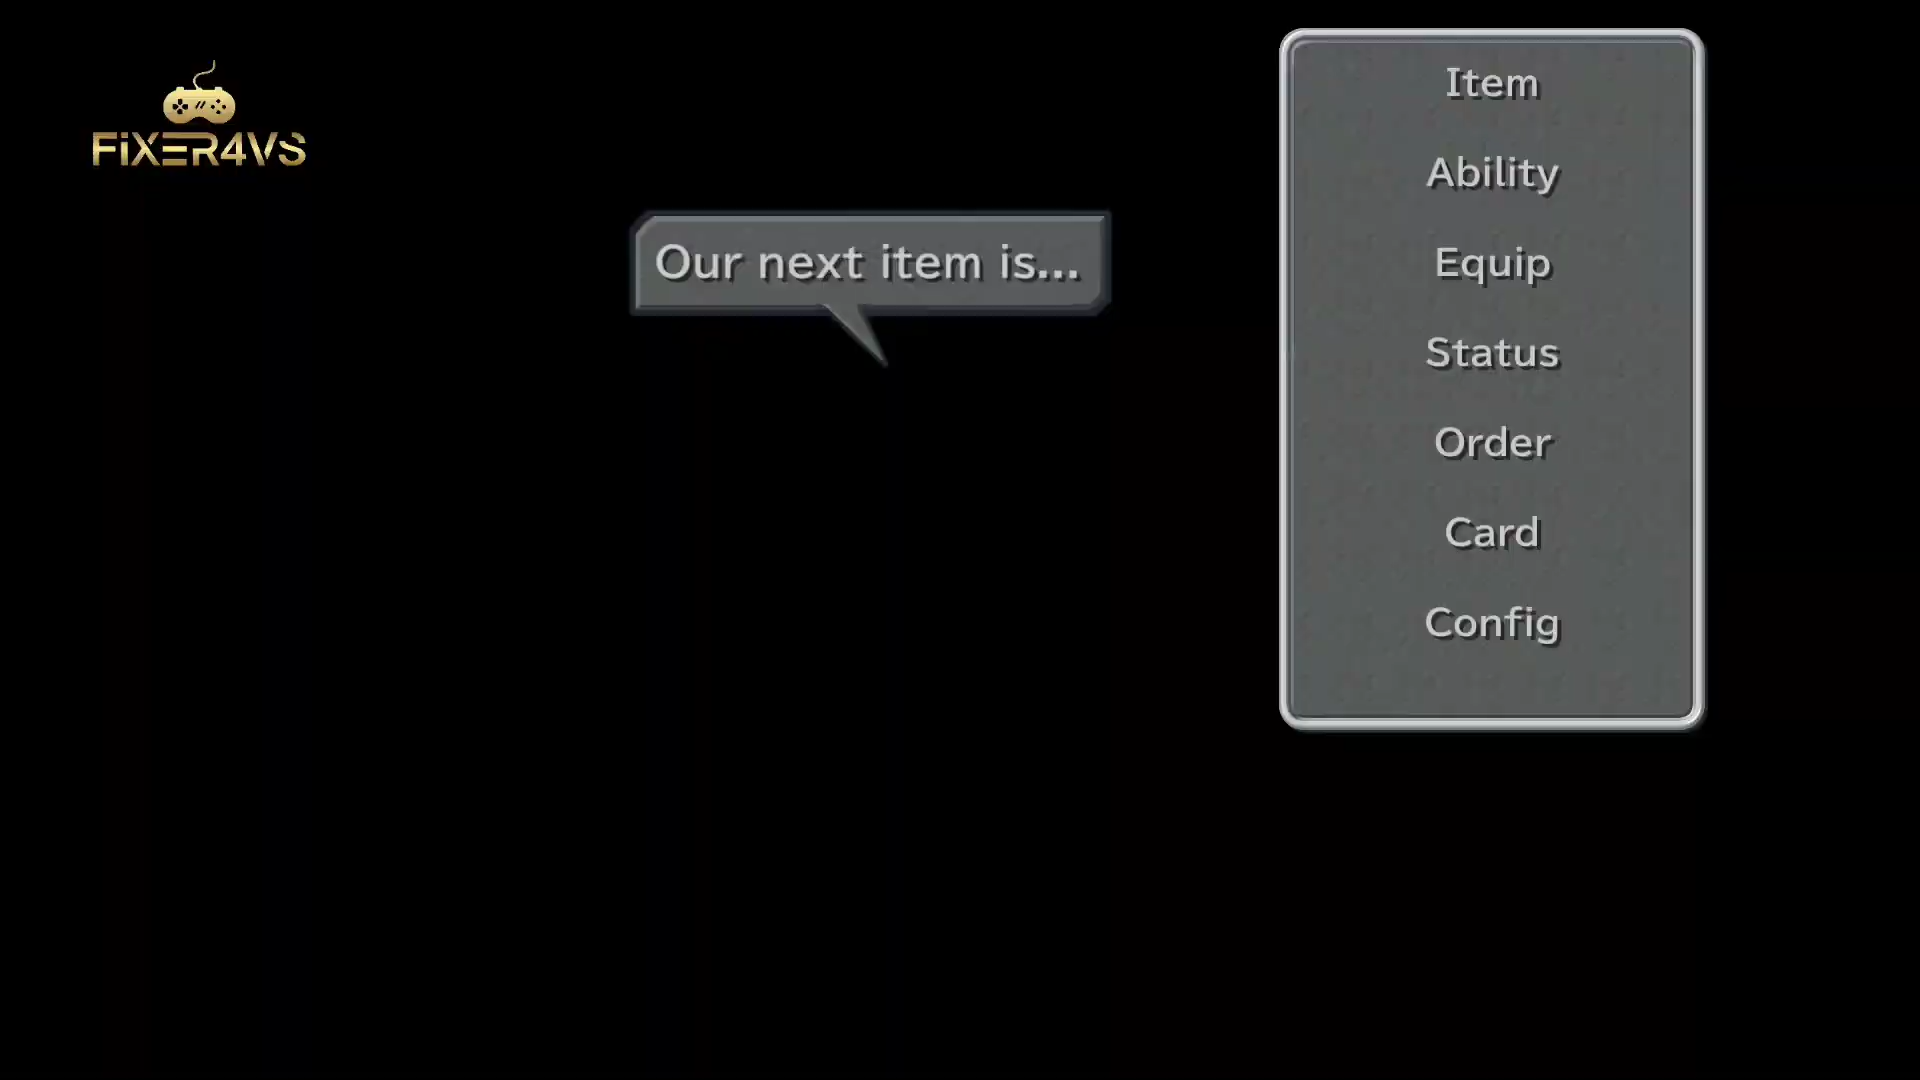 FiXER4VS
Our next item is...
Item
Ability
Equip
Status
Order
Card
Config